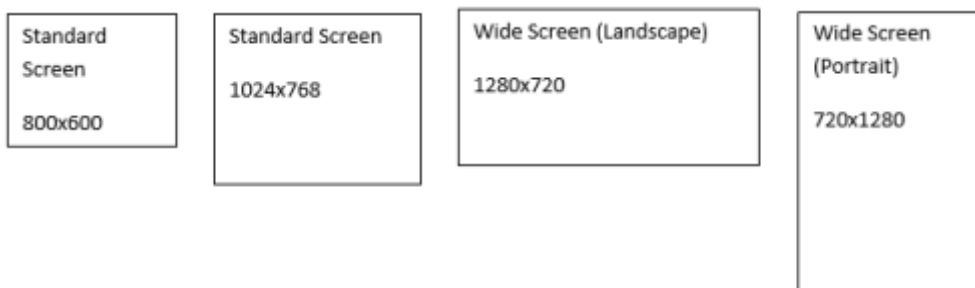 Standard
Screen
800x600
Standard Screen
1024x768
Wide Screen (Landscape)
1280x720
Wide Screen
(Portrait)
720x1280